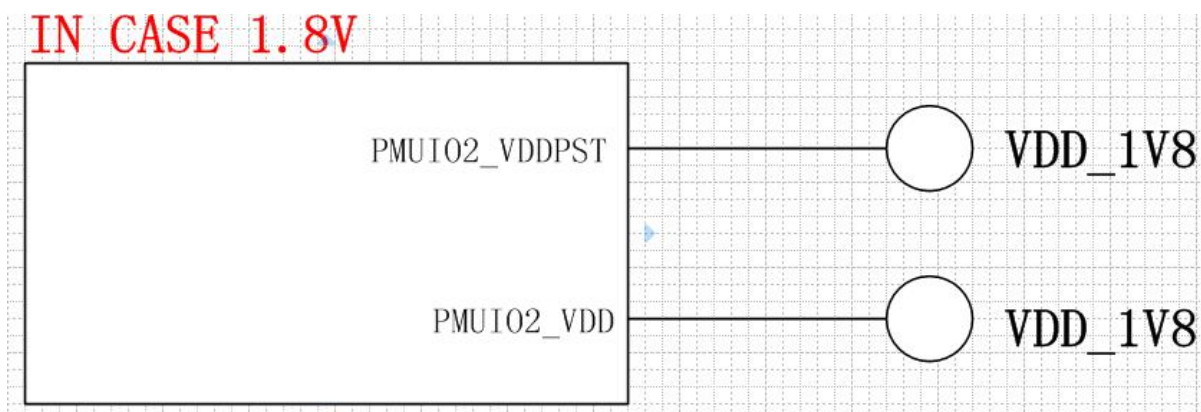 IN CASE 1.8V
PMUIO2_VDDPST
VDD_1V8
PMUIO2_VDD
VDD_1V8